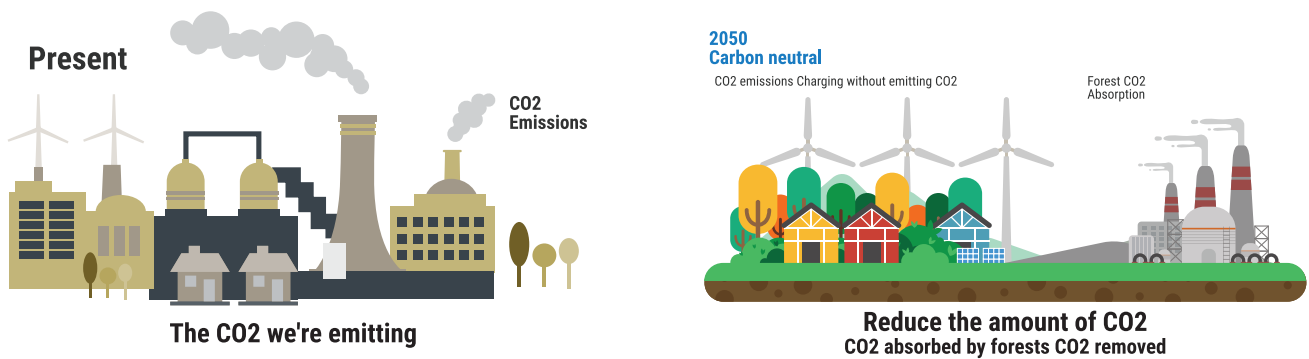 Present
CO2
Emissions
The CO2 we're emitting
2050
Carbon neutral
CO2 emissions Charging without emitting CO2
Forest CO2
Absorption
Reduce the amount of CO2
CO2 absorbed by forests CO2 removed